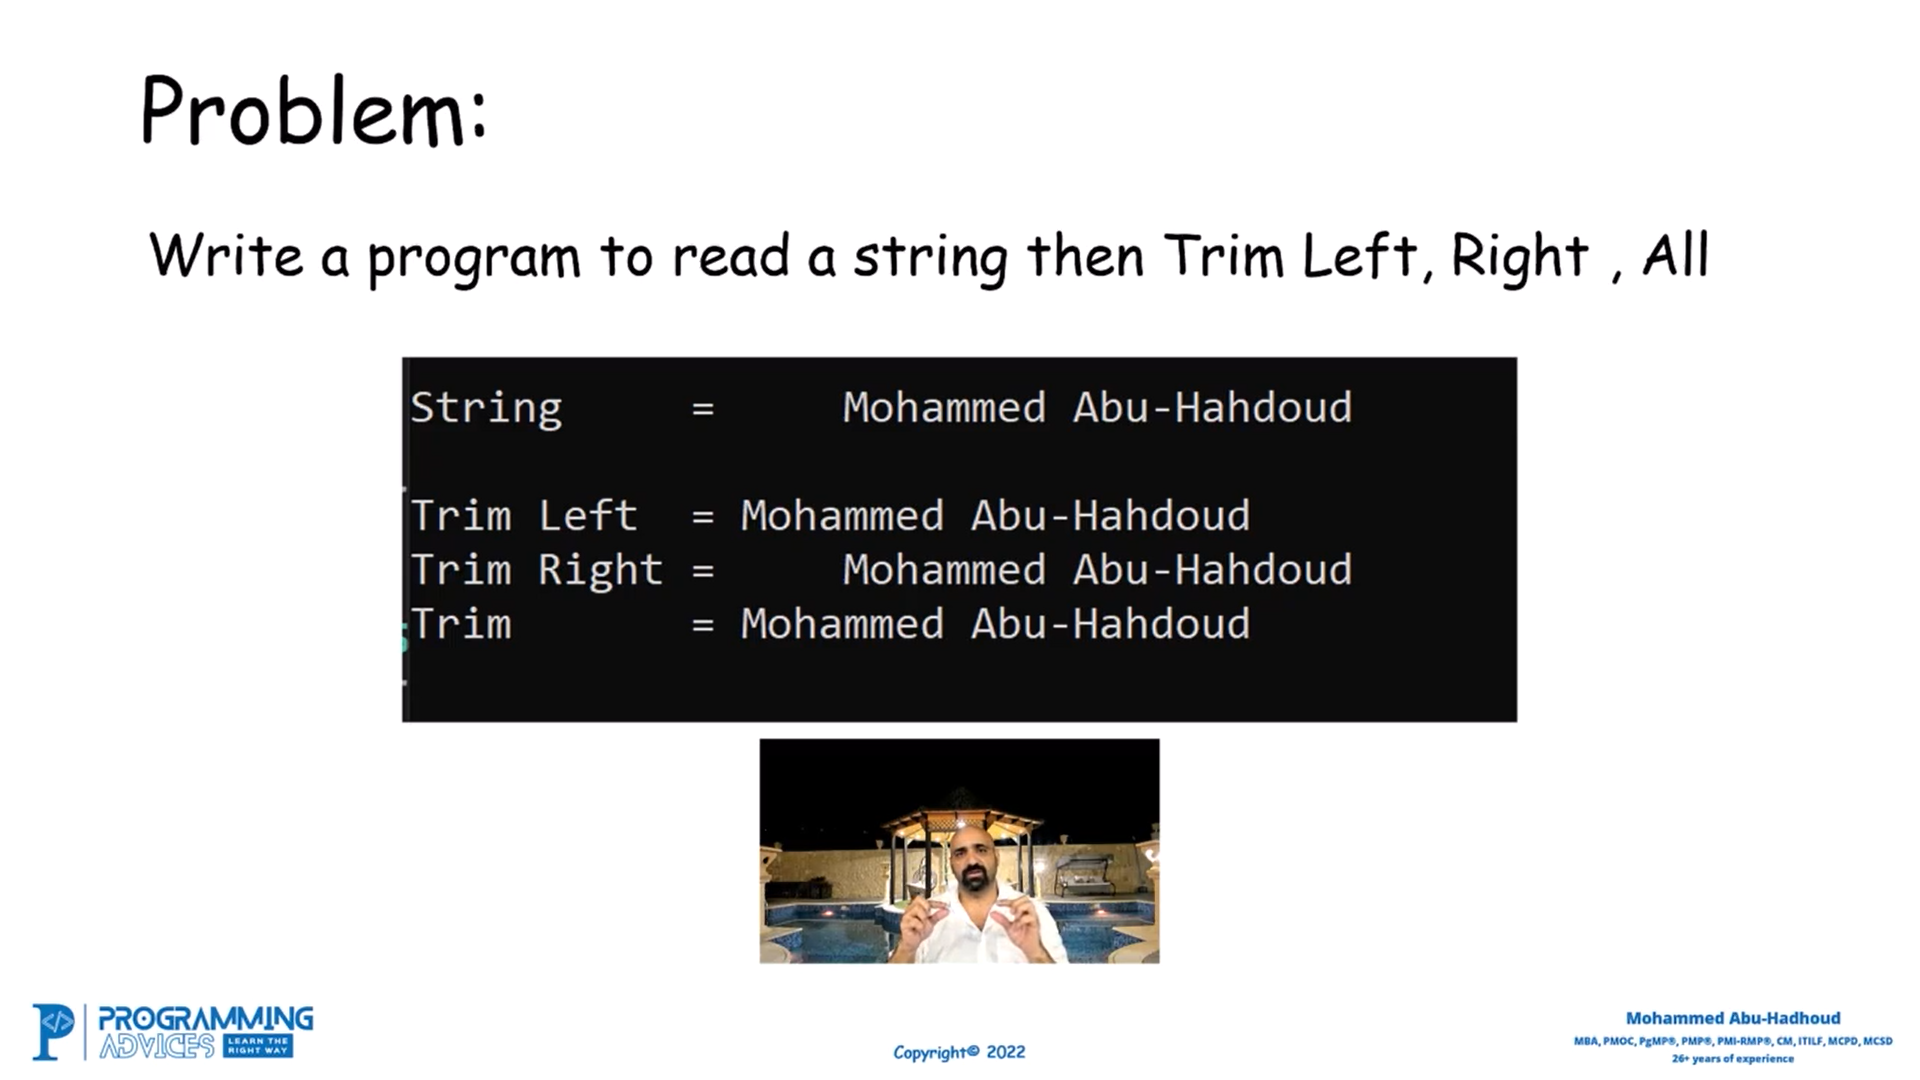 Problem:
Write a program to read a string then Trim Left, Right , All
String     =     Mohammed Abu-Hahdoud
Trim Left  = Mohammed Abu-Hahdoud
Trim Right =     Mohammed Abu-Hahdoud
Trim       = Mohammed Abu-Hahdoud
PROGRAMMING
ADVICES LEARN THE RIGHT WAY
Copyright© 2022
Mohammed Abu-Hadhoud
MBA, PMOC, PgMP®, PMP®, PMI-RMP®, CM, ITILF, MCPD, MCSD
26+ years of experience